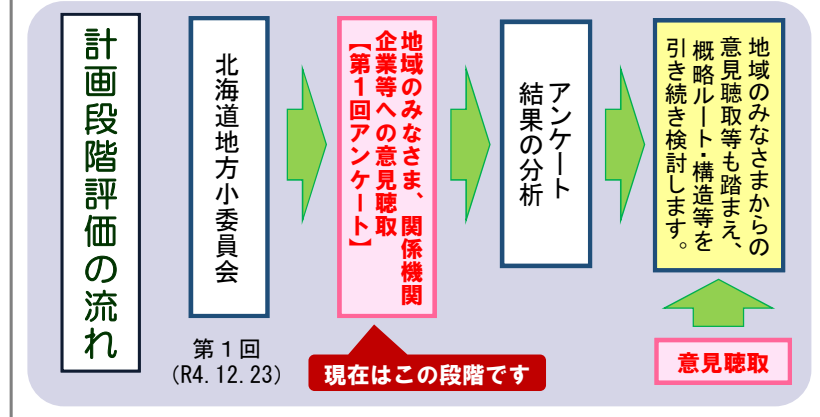 計画段階評価の流れ
北海道地方小委員会
第１回
(R4.12.23)
地域のみなさま、関係機関
企業等への意見聴取
【第１回アンケート】
現在はこの段階です
アンケート
結果の分析
地域のみなさまからの
意見聴取等も踏まえ、
概略ルート・構造等を
引き続き検討します。
意見聴取